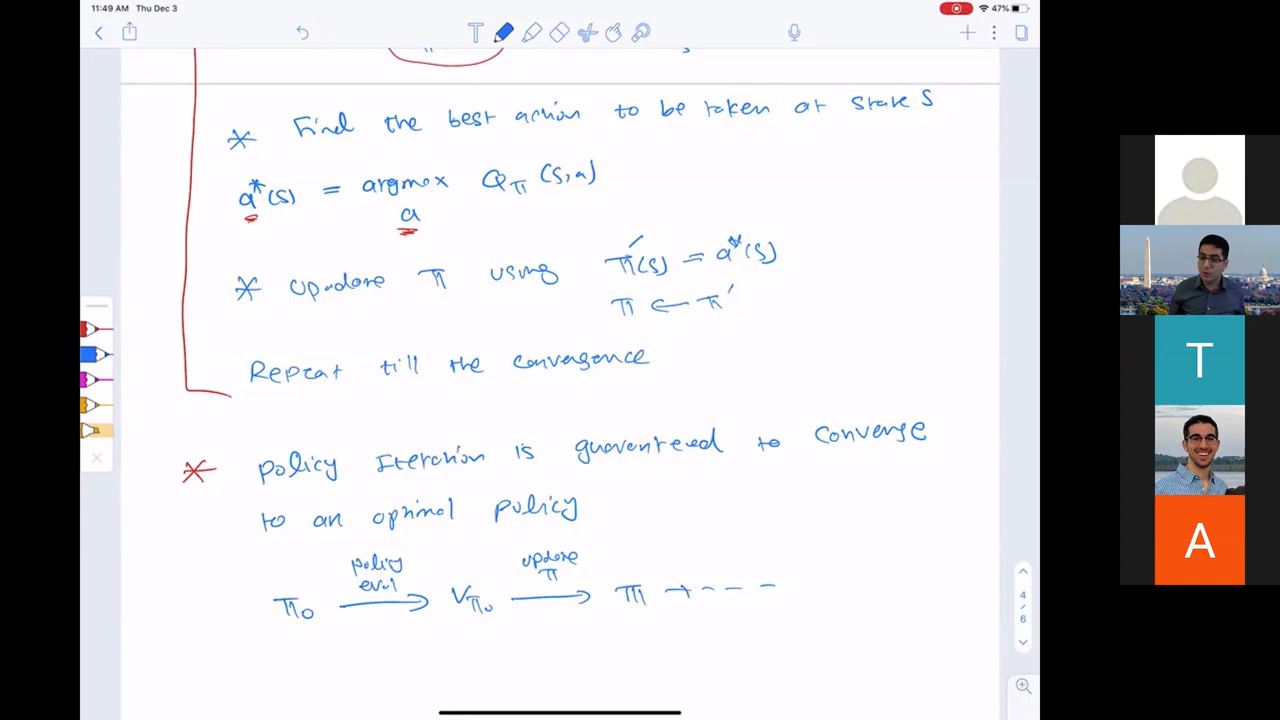 11:49 AM Thu Dec 3
47%
* Find the best action to be taken at state S
a*(s) = argmax Qπ (s,a)
a
* update π using π'(s) = a*(s)
π ← π'
Repeat till the convergence
* policy Iteration is guaranteed to converge
to an optimal policy
policy eval
update π
π0 → Vπ0 → π1 → - - -
4
/
6
T
A